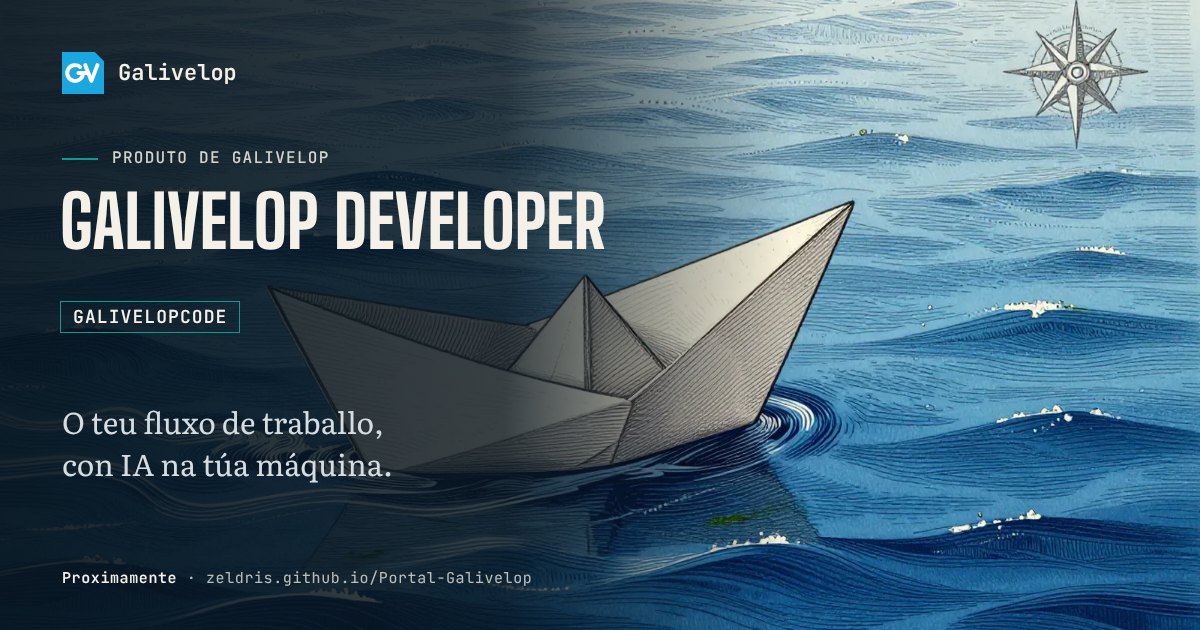 GV Galivelop
PRODUTO DE GALIVELOP
GALIVELOP DEVELOPER
GALIVELOPCODE
O teu fluxo de traballo,
con IA na túa máquina.
Proximamente · zeldris.github.io/Portal-Galivelop